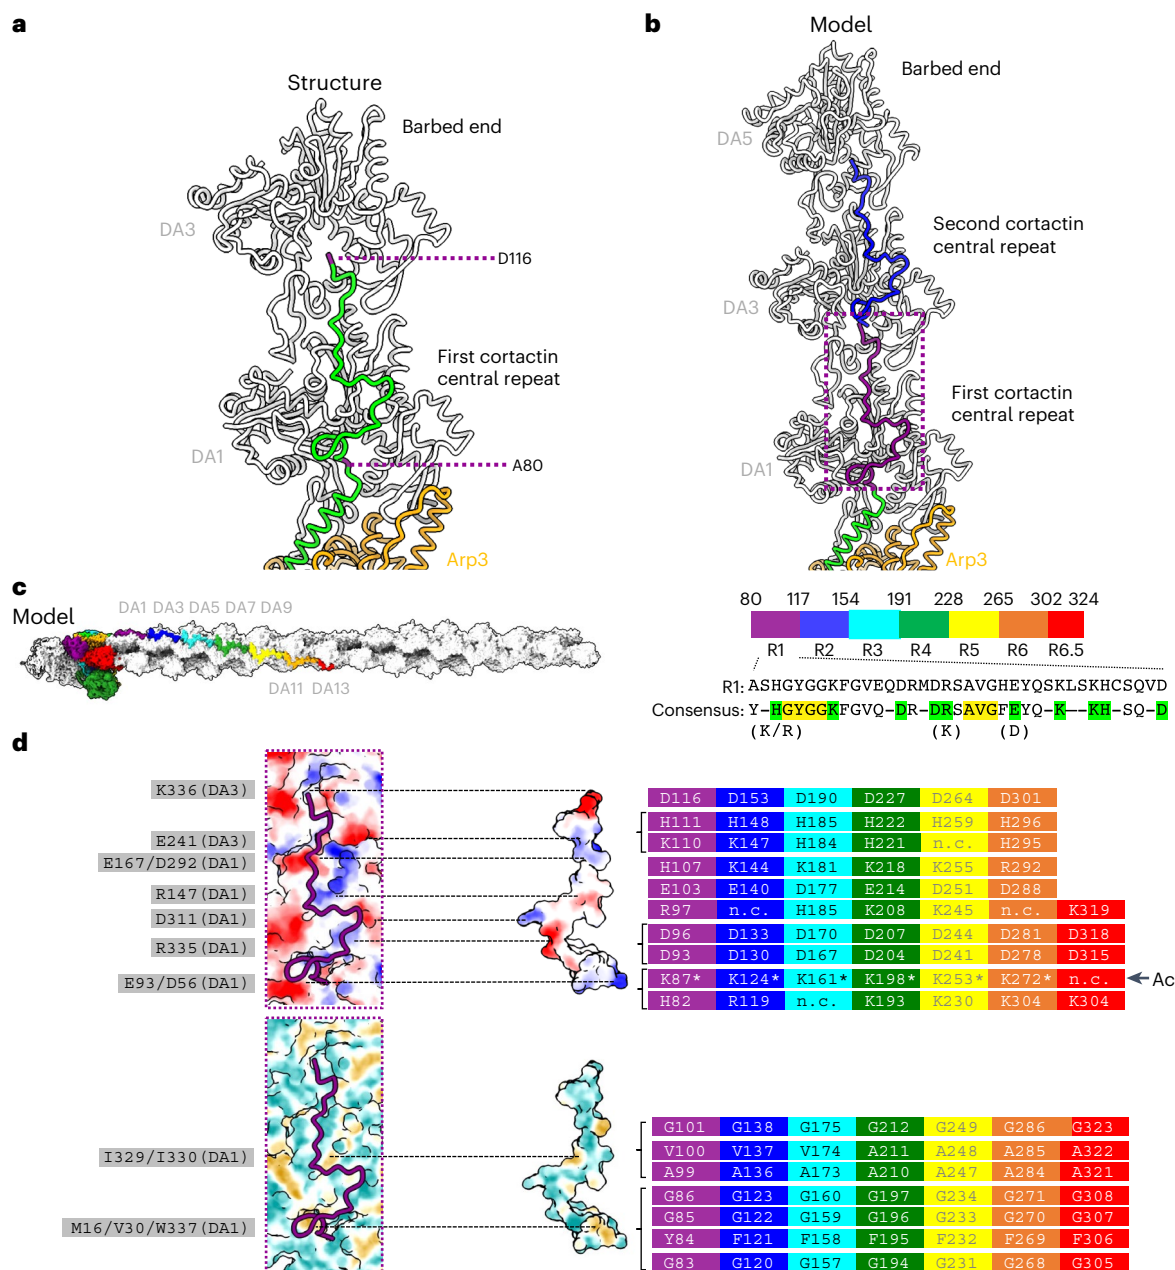 a
Structure
Barbed end
DA3
D116
First cortactin
central repeat
DA1
A80
Arp3
b
Model
Barbed end
DA5
Second cortactin
central repeat
DA3
First cortactin
central repeat
DA1
Arp3
c
Model
DA1 DA3 DA5 DA7 DA9
DA11 DA13
80 117 154 191 228 265 302 324
R1 R2 R3 R4 R5 R6 R6.5
R1: ASHGYGGKFGVEQDRMDRSAVGHEYQSKLSKHCSQVD
Consensus: Y-HGYGGKFGVQ-DR-DRSAVGFEYQ-K--KH-SQ-D
(K/R) (K) (D)
d
K336(DA3)
E241(DA3)
E167/D292(DA1)
R147(DA1)
D311(DA1)
R335(DA1)
E93/D56(DA1)
D116 D153 D190 D227 D264 D301
H111 H148 H185 H222 H259 H296
K110 K147 H184 H221 n.c. H295
H107 K144 K181 K218 K255 R292
E103 E140 D177 E214 D251 D288
R97 n.c. H185 K208 K245 n.c. K319
D96 D133 D170 D207 D244 D281 D318
D93 D130 D167 D204 D241 D278 D315
K87* K124* K161* K198* K253* K272* n.c. Ac
H82 R119 n.c. K193 K230 K304 K304
I329/I330(DA1)
M16/V30/W337(DA1)
G101 G138 G175 G212 G249 G286 G323
V100 V137 V174 A211 A248 A285 A322
A99 A136 A173 A210 A247 A284 A321
G86 G123 G160 G197 G234 G271 G308
G85 G122 G159 G196 G233 G270 G307
Y84 F121 F158 F195 F232 F269 F306
G83 G120 G157 G194 G231 G268 G305